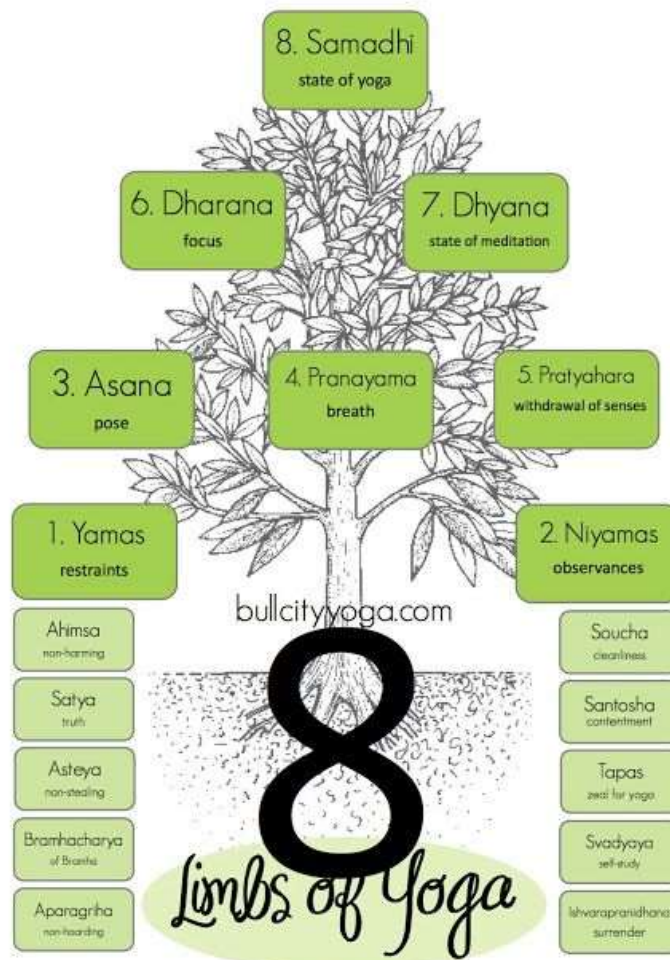 8. Samadhi
state of yoga
6. Dharana
focus
7. Dhyana
state of meditation
3. Asana
pose
4. Pranayama
breath
5. Pratyahara
withdrawal of senses
1. Yamas
restraints
2. Niyamas
observances
bullcityyoga.com
Ahimsa
non-harming
Satya
truth
Asteya
non-stealing
Bramhacharya
of Bramha
Aparagriha
non-hoarding
Soucha
cleanliness
Santosha
contentment
Tapas
zeal for yoga
Svadyaya
self-study
Ishvarapranidhana
surrender
8
Limbs of Yoga